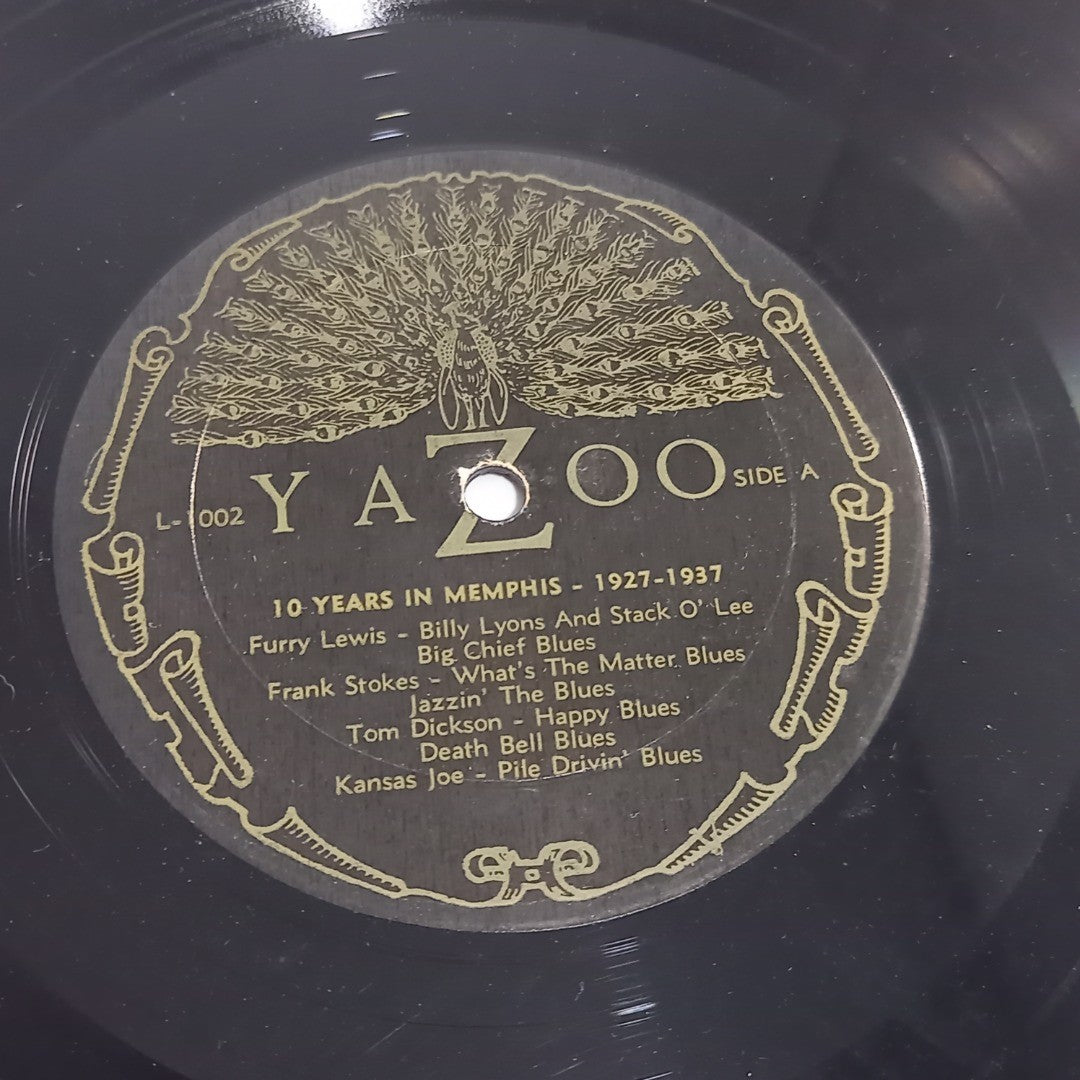 L-1002 YAZOO SIDE A
10 YEARS IN MEMPHIS - 1927-1937
Furry Lewis - Billy Lyons And Stack O' Lee
Big Chief Blues
Frank Stokes - What's The Matter Blues
Jazzin' The Blues
Tom Dickson - Happy Blues
Death Bell Blues
Kansas Joe - Pile Drivin' Blues